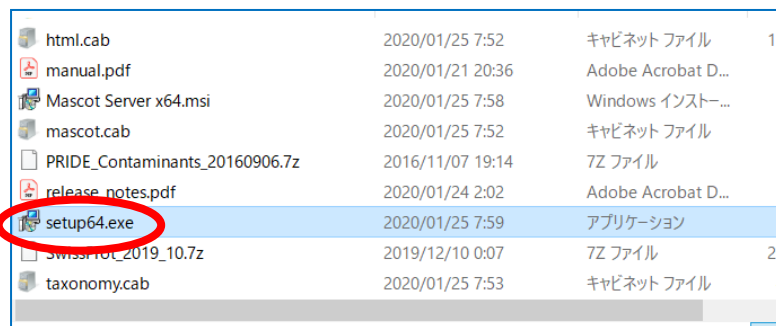 html.cab 2020/01/25 7:52 キャビネット ファイル 1
manual.pdf 2020/01/21 20:36 Adobe Acrobat D...
Mascot Server x64.msi 2020/01/25 7:58 Windows インストー...
mascot.cab 2020/01/25 7:52 キャビネット ファイル
PRIDE_Contaminants_20160906.7z 2016/11/07 19:14 7Z ファイル
release_notes.pdf 2020/01/24 2:02 Adobe Acrobat D...
setup64.exe 2020/01/25 7:59 アプリケーション
SwissProt_2019_10.7z 2019/12/10 0:07 7Z ファイル 2
taxonomy.cab 2020/01/25 7:53 キャビネット ファイル